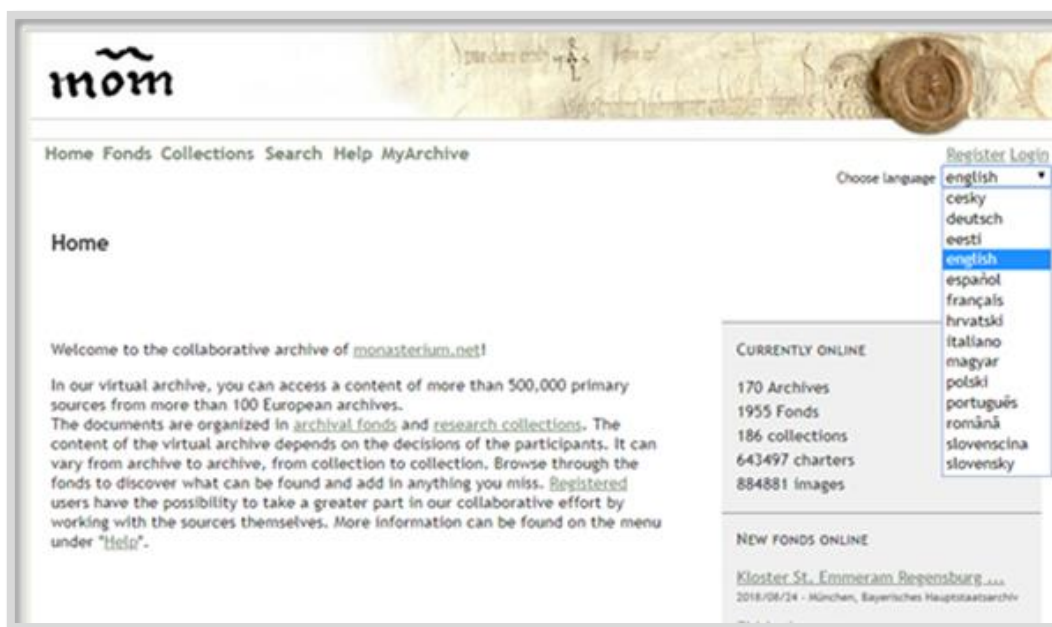 mom
Home Fonds Collections Search Help MyArchive
Register Login
Choose language english
cesky
deutsch
eesti
english
español
français
hrvatski
italiano
magyar
polski
português
română
slovenscina
slovensky
Home
Welcome to the collaborative archive of monasterium.net!
In our virtual archive, you can access a content of more than 500,000 primary
sources from more than 100 European archives.
The documents are organized in archival fonds and research collections. The
content of the virtual archive depends on the decisions of the participants. It can
vary from archive to archive, from collection to collection. Browse through the
fonds to discover what can be found and add in anything you miss. Registered
users have the possibility to take a greater part in our collaborative effort by
working with the sources themselves. More information can be found on the menu
under "Help".
CURRENTLY ONLINE
170 Archives
1955 Fonds
186 collections
643497 charters
884881 images
NEW FONDS ONLINE
Kloster St. Emmeram Regensburg ...
2018/08/24 - München, Bayerisches Hauptstaatsarchiv